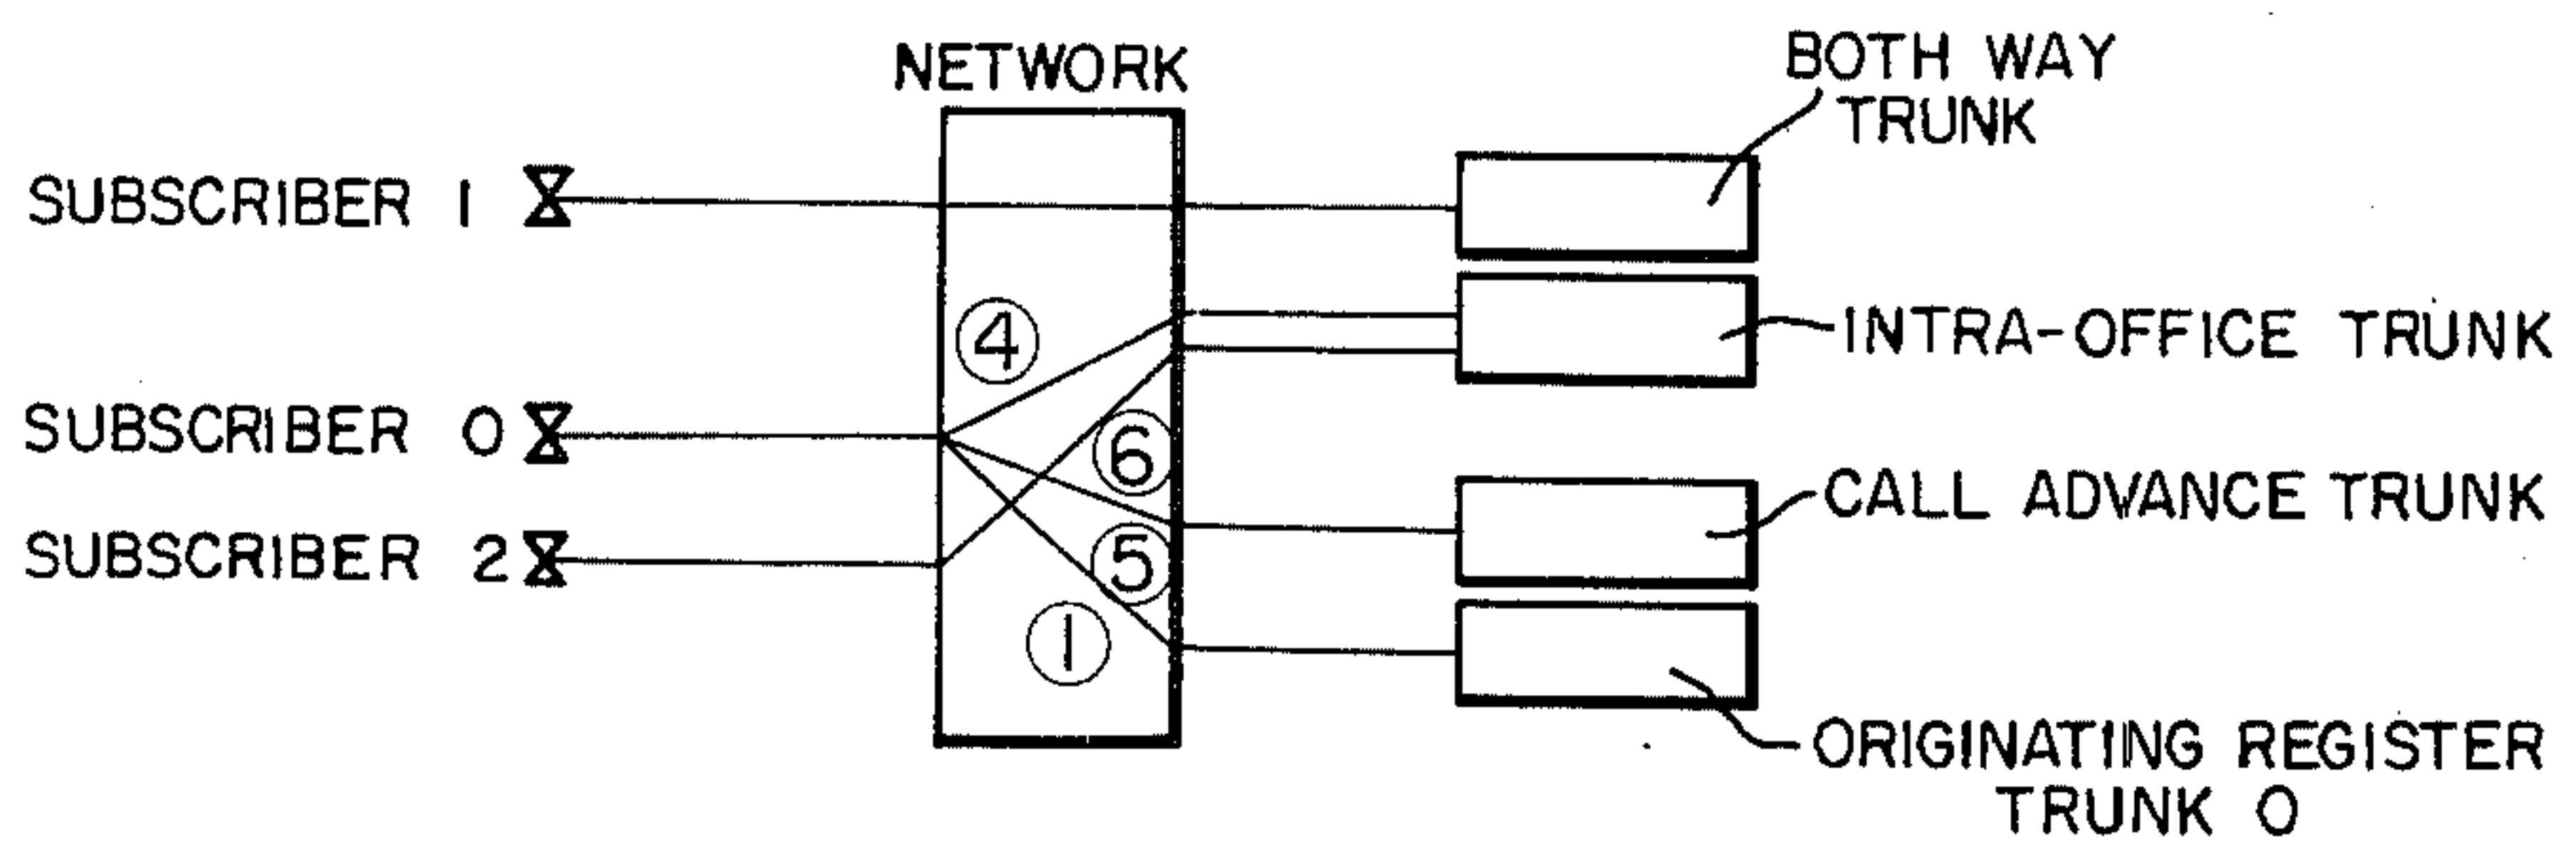 NETWORK
BOTH WAY
TRUNK
SUBSCRIBER 1
④
INTRA-OFFICE TRUNK
SUBSCRIBER 0
⑥
CALL ADVANCE TRUNK
SUBSCRIBER 2
⑤
①
ORIGINATING REGISTER
TRUNK 0